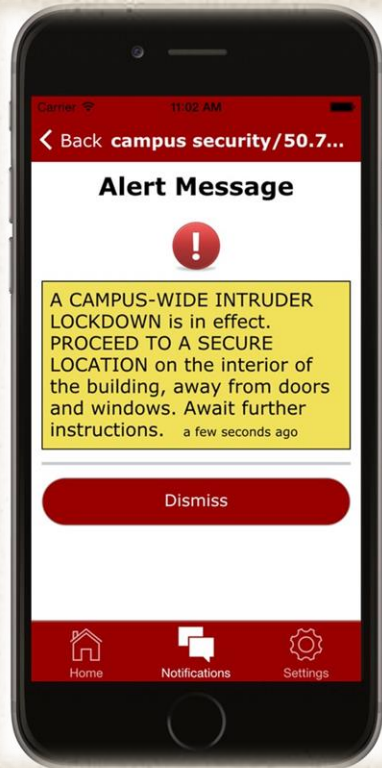 Carrier 11:02 AM
Back campus security/50.7...
Alert Message
!
A CAMPUS-WIDE INTRUDER
LOCKDOWN is in effect.
PROCEED TO A SECURE
LOCATION on the interior of
the building, away from doors
and windows. Await further
instructions. a few seconds ago
Dismiss
Home Notifications Settings